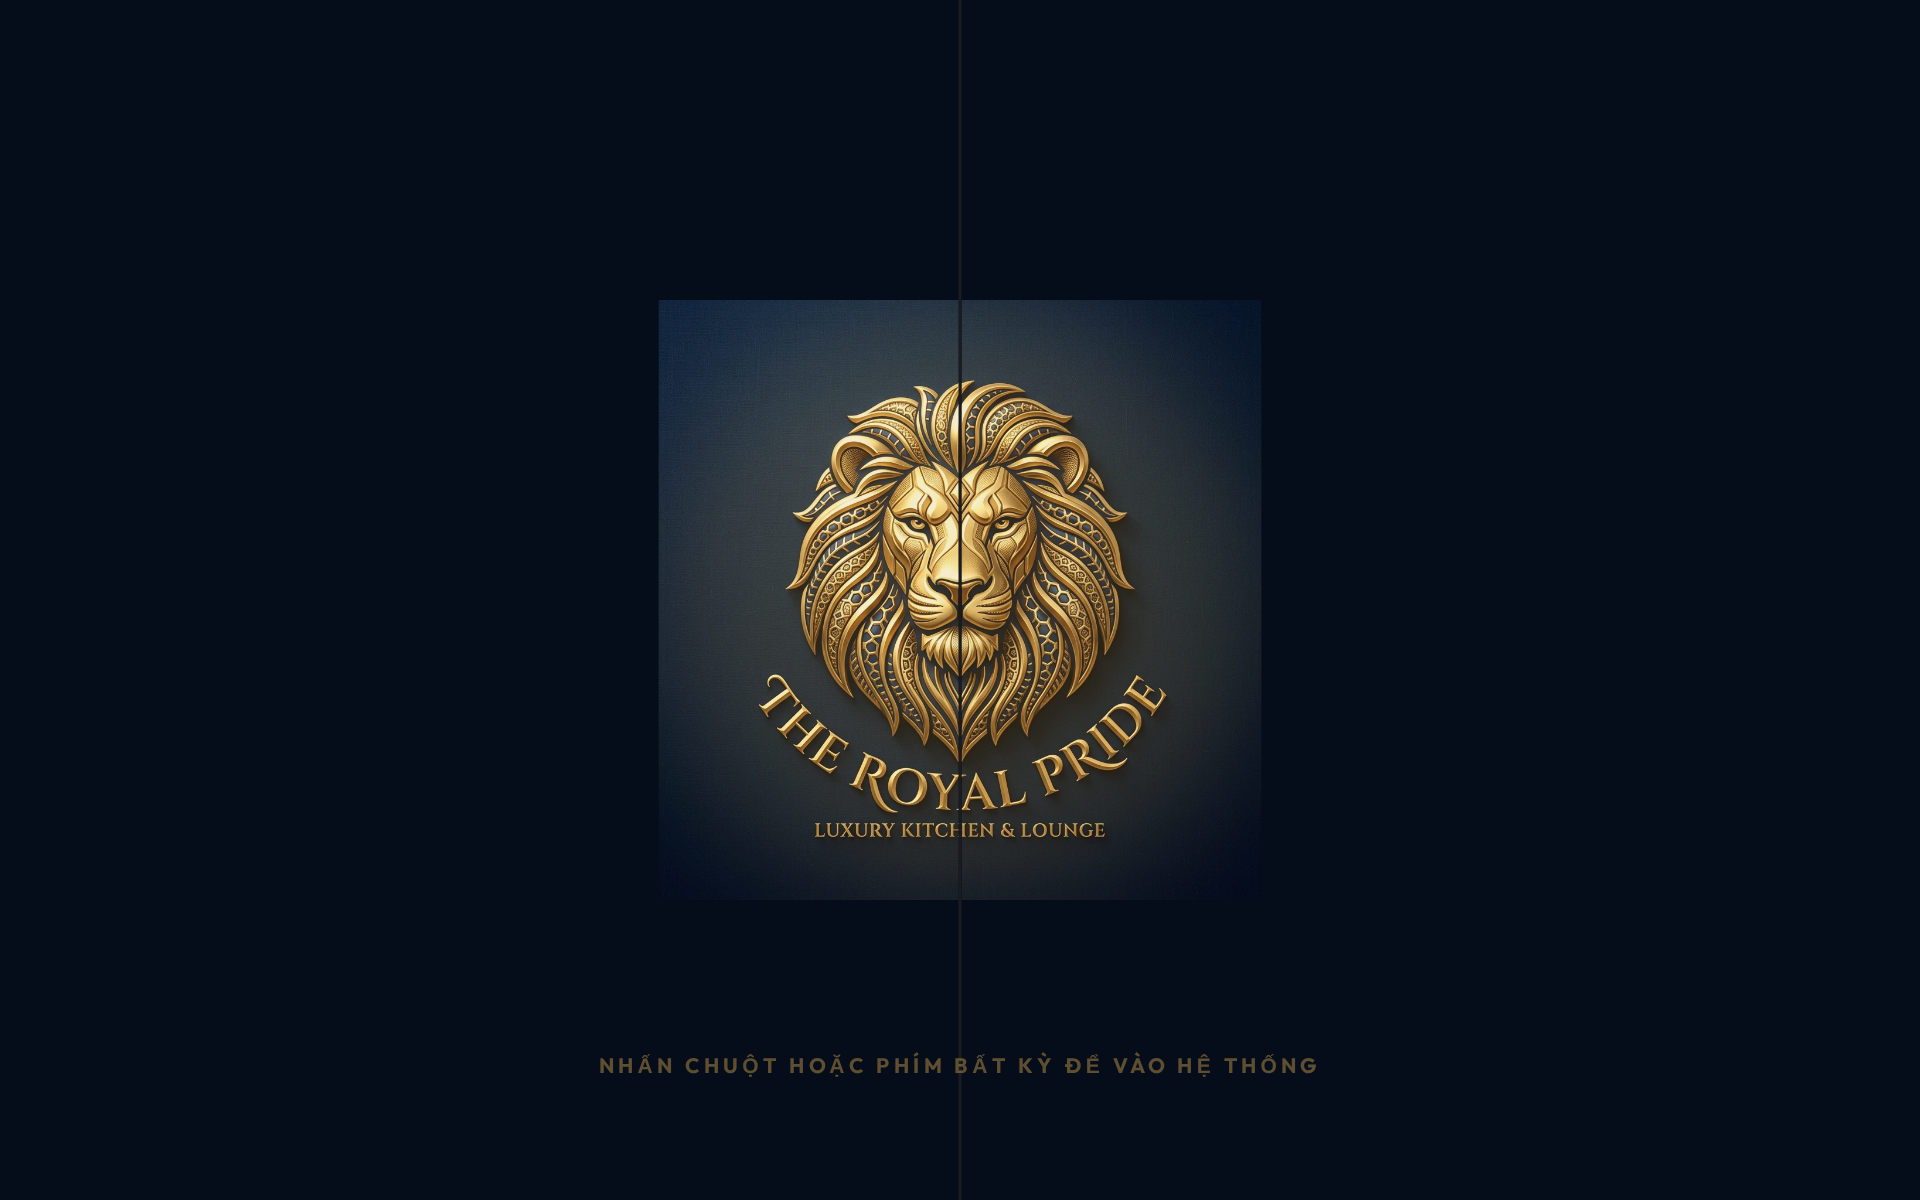 THE ROYAL PRIDE
LUXURY KITCHEN & LOUNGE
NHẤN CHUỘT HOẶC PHÍM BẤT KỲ ĐỂ VÀO HỆ THỐNG